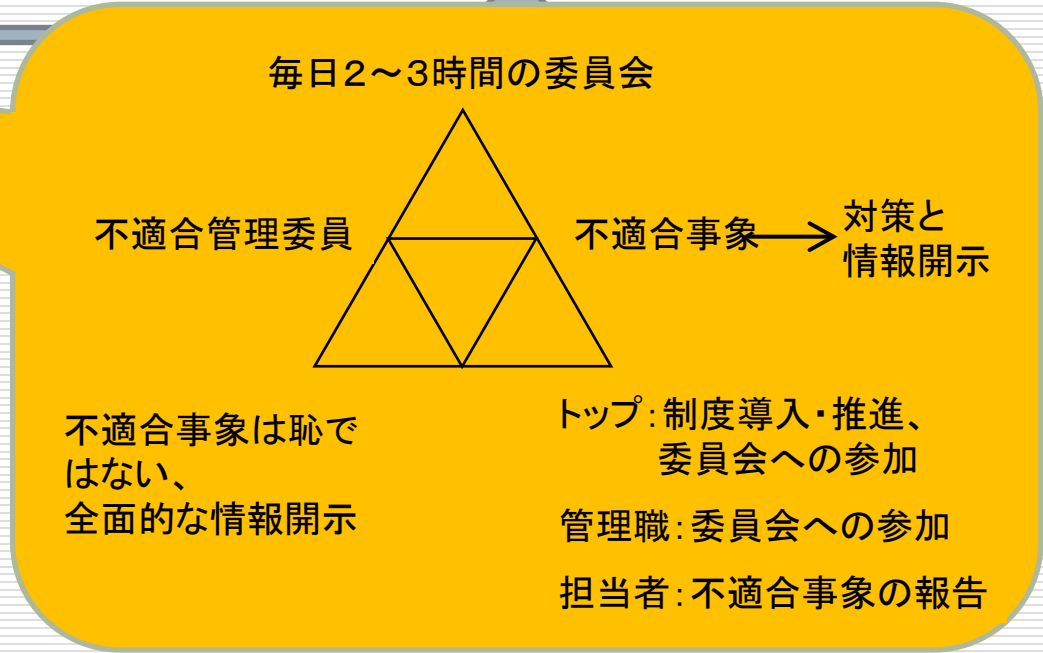 毎日２～３時間の委員会
不適合管理委員
不適合事象
対策と
情報開示
不適合事象は恥で
はない、
全面的な情報開示
トップ：制度導入・推進、
委員会への参加
管理職：委員会への参加
担当者：不適合事象の報告